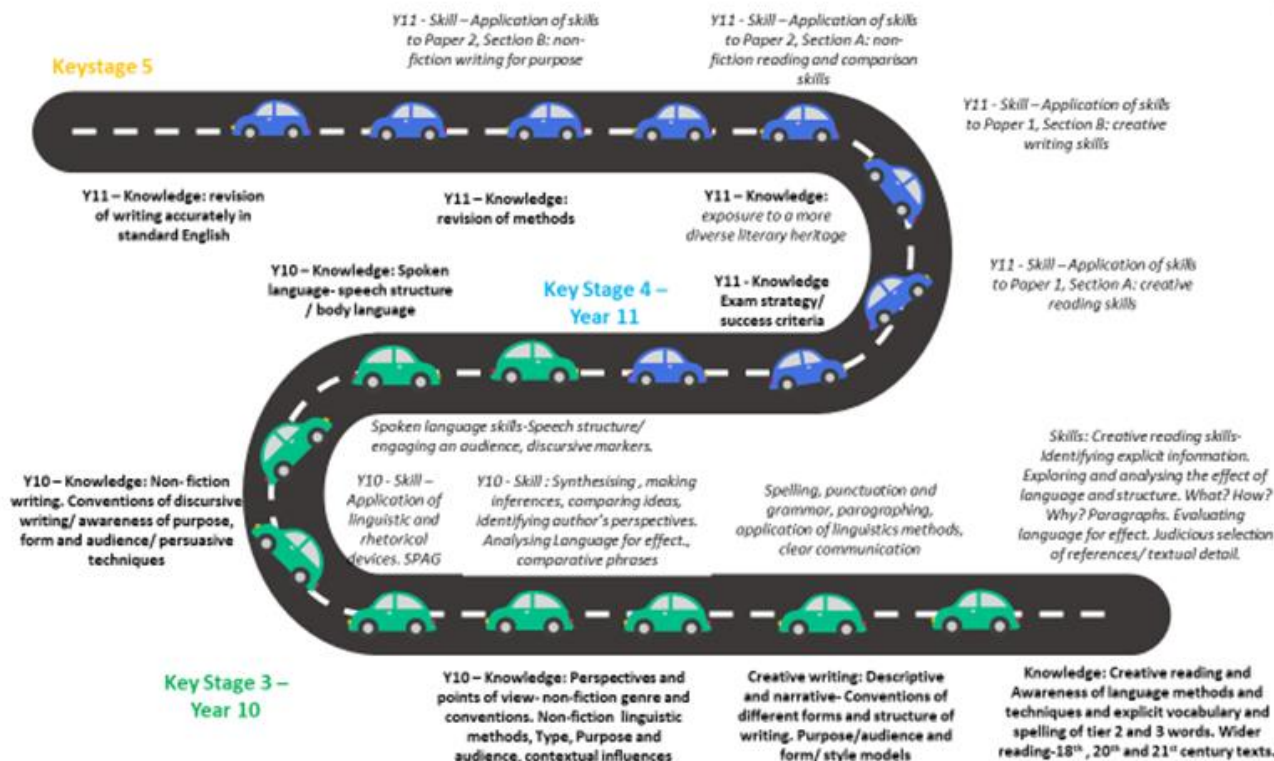 Y11 - Skill – Application of skills
to Paper 2, Section B: non-
fiction writing for purpose
Y11 - Skill – Application of skills
to Paper 2, Section A: non-
fiction reading and comparison
skills
Keystage 5
Y11 - Skill – Application of skills
to Paper 1, Section B: creative
writing skills
Y11 – Knowledge: revision
of writing accurately in
standard English
Y11 – Knowledge:
revision of methods
Y11 – Knowledge:
exposure to a more
diverse literary heritage
Y10 – Knowledge: Spoken
language- speech structure
/ body language
Key Stage 4 –
Year 11
Y11 - Knowledge
Exam strategy/
success criteria
Y11 - Skill – Application of skills
to Paper 1, Section A: creative
reading skills
Spoken language skills-Speech structure/
engaging an audience, discursive markers.
Y10 – Knowledge: Non- fiction
writing. Conventions of discursive
writing/ awareness of purpose,
form and audience/ persuasive
techniques
Y10 - Skill –
Application of
linguistic and
rhetorical
devices. SPAG
Y10 - Skill : Synthesising , making
inferences, comparing ideas,
identifying author's perspectives.
Analysing Language for effect.,
comparative phrases
Spelling, punctuation and
grammar, paragraphing,
application of linguistics methods,
clear communication
Skills: Creative reading skills-
Identifying explicit information.
Exploring and analysing the effect of
language and structure. What? How?
Why? Paragraphs. Evaluating
language for effect. Judicious selection
of references/ textual detail.
Key Stage 3 –
Year 10
Y10 – Knowledge: Perspectives and
points of view- non-fiction genre and
conventions. Non-fiction linguistic
methods, Type, Purpose and
audience, contextual influences
Creative writing: Descriptive
and narrative- Conventions of
different forms and structure of
writing. Purpose/audience and
form/ style models
Knowledge: Creative reading and
Awareness of language methods and
techniques and explicit vocabulary and
spelling of tier 2 and 3 words. Wider
reading-18th , 20th and 21st century texts.